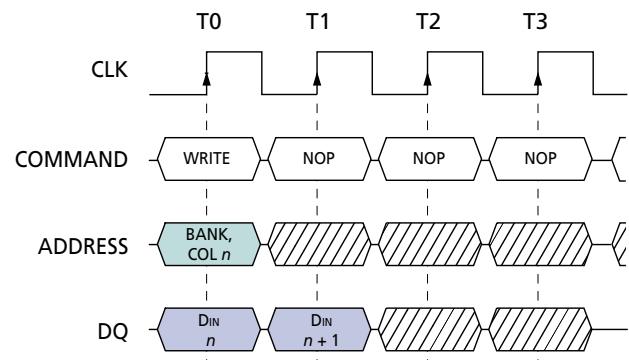 T0 T1 T2 T3
CLK
COMMAND WRITE NOP NOP NOP
ADDRESS BANK,
COL n
DQ DIN DIN
n n + 1